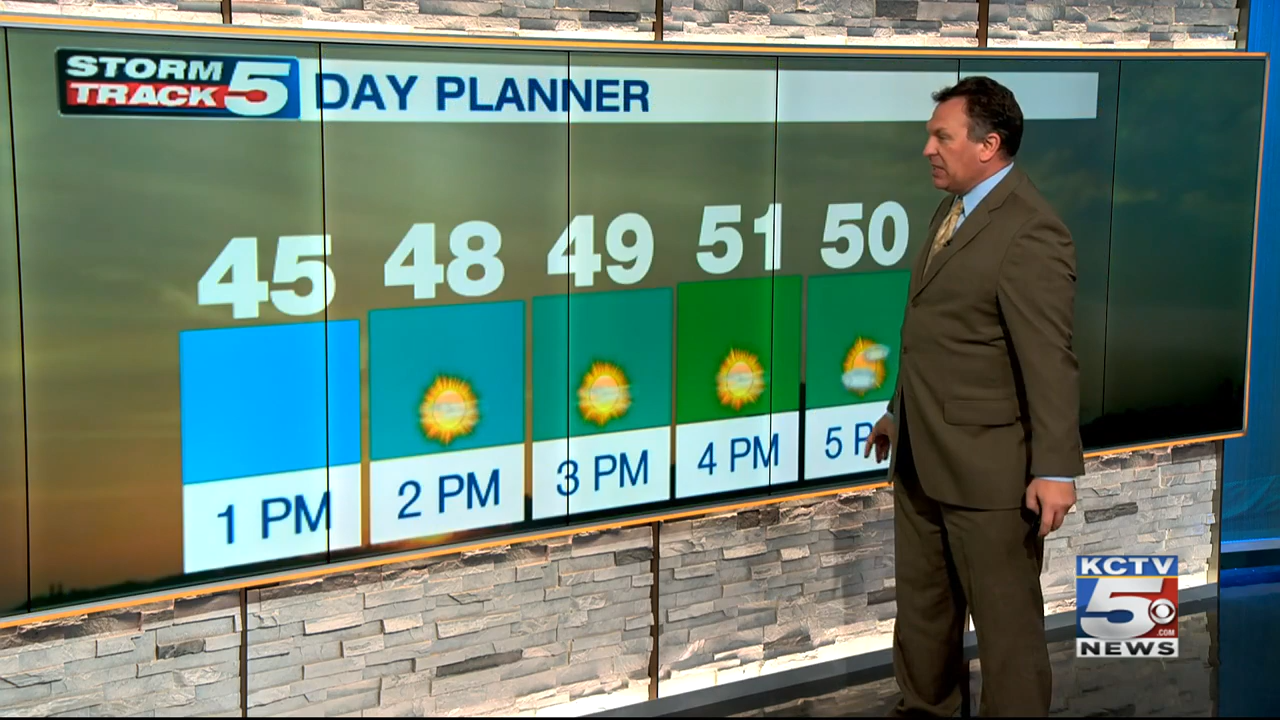 STORM
TRACK 5
DAY PLANNER
45
48
49
51
50
1 PM
2 PM
3 PM
4 PM
5 P
KCTV
5
.COM
NEWS